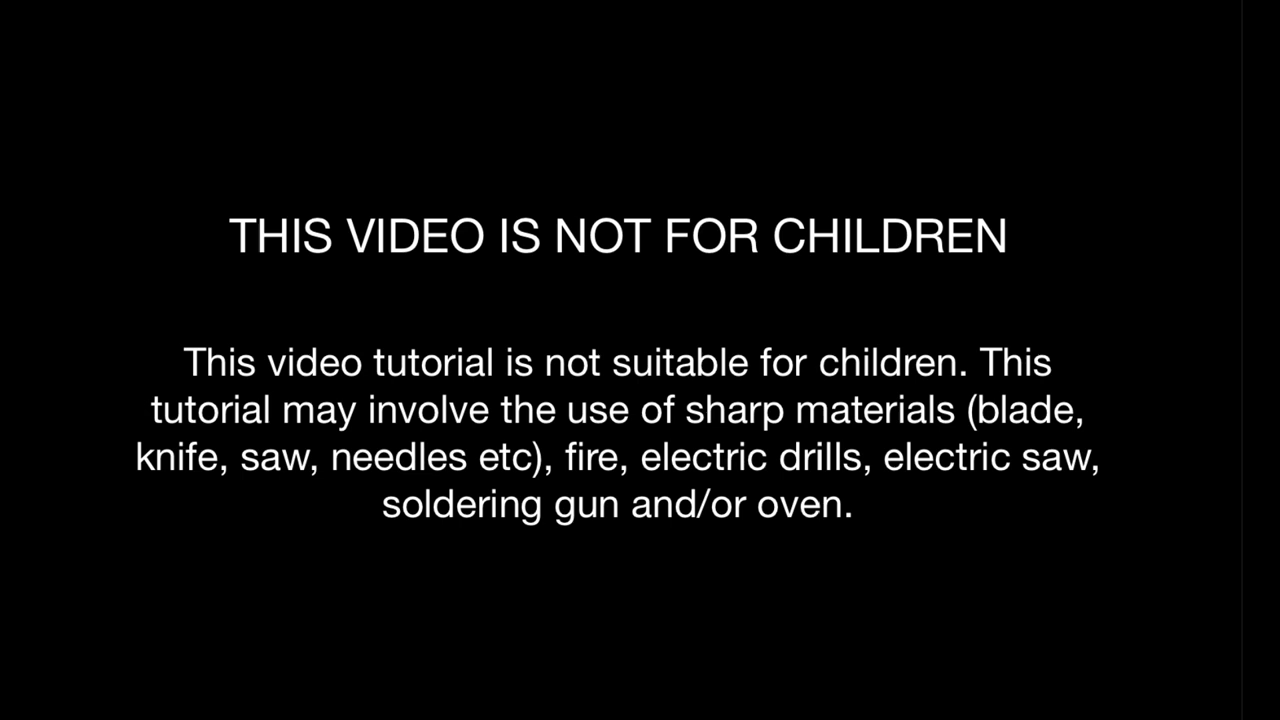 THIS VIDEO IS NOT FOR CHILDREN
This video tutorial is not suitable for children. This
tutorial may involve the use of sharp materials (blade,
knife, saw, needles etc), fire, electric drills, electric saw,
soldering gun and/or oven.